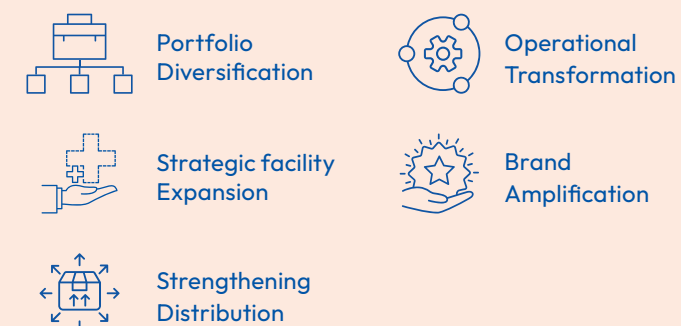 Portfolio
Diversification
Operational
Transformation
Strategic facility
Expansion
Brand
Amplification
Strengthening
Distribution